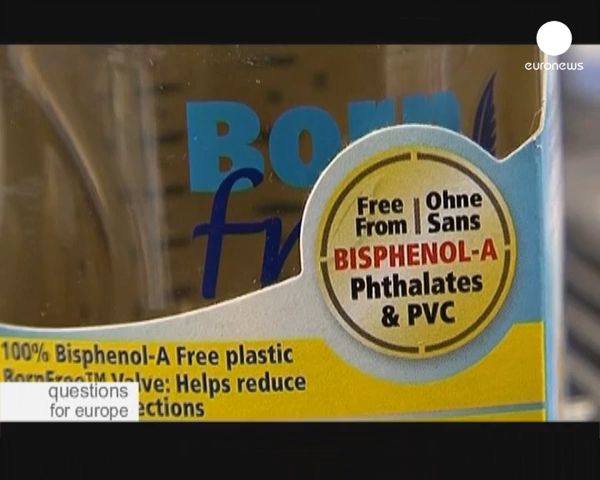 euronews
Born
Free Ohne
From Sans
BISPHENOL-A
Phthalates
& PVC
100% Bisphenol-A Free plastic
BornFree™ Valve: Helps reduce
questions
for europe